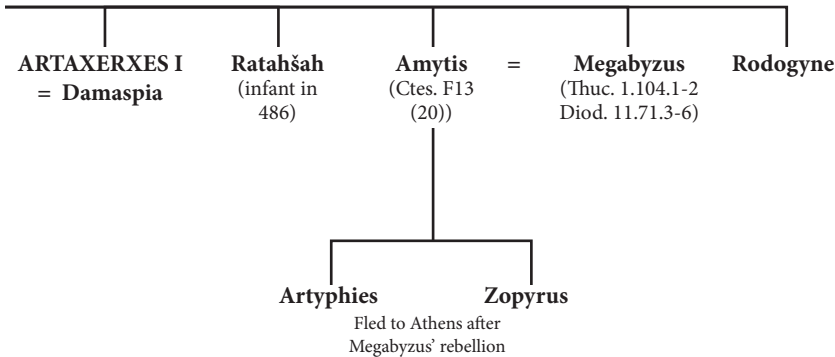 ARTAXERXES I
= Damaspia
Ratahšah
(infant in
486)
Amytis
(Ctes. F13
(20))
=
Megabyzus
(Thuc. 1.104.1-2
Diod. 11.71.3-6)
Rodogyne
Artyphies
Zopyrus
Fled to Athens after
Megabyzus’ rebellion